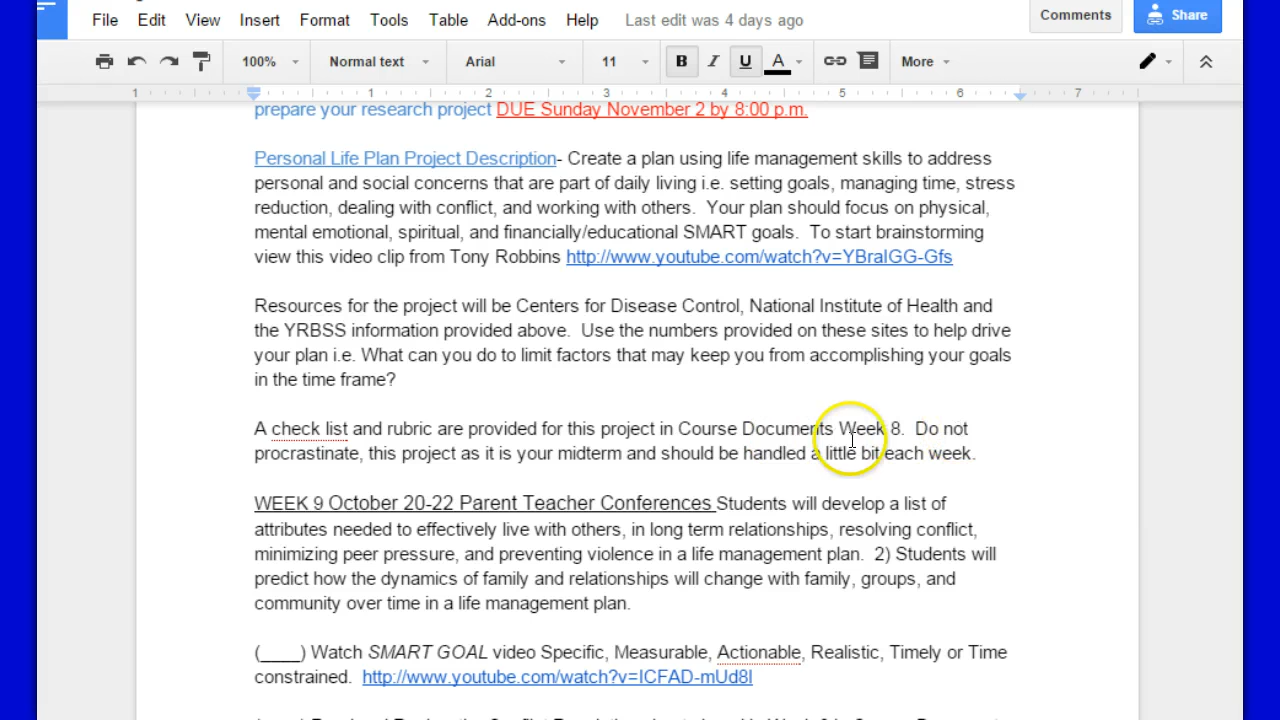 File Edit View Insert Format Tools Table Add-ons Help Last edit was 4 days ago Comments Share
100% Normal text Arial 11 B I U A More
1 1 2 3 4 5 6 7
prepare your research project DUE Sunday November 2 by 8:00 p.m.
Personal Life Plan Project Description- Create a plan using life management skills to address
personal and social concerns that are part of daily living i.e. setting goals, managing time, stress
reduction, dealing with conflict, and working with others. Your plan should focus on physical,
mental emotional, spiritual, and financially/educational SMART goals. To start brainstorming
view this video clip from Tony Robbins http://www.youtube.com/watch?v=YBraIGG-Gfs
Resources for the project will be Centers for Disease Control, National Institute of Health and
the YRBSS information provided above. Use the numbers provided on these sites to help drive
your plan i.e. What can you do to limit factors that may keep you from accomplishing your goals
in the time frame?
A check list and rubric are provided for this project in Course Documents Week 8. Do not
procrastinate, this project as it is your midterm and should be handled a little bit each week.
WEEK 9 October 20-22 Parent Teacher Conferences Students will develop a list of
attributes needed to effectively live with others, in long term relationships, resolving conflict,
minimizing peer pressure, and preventing violence in a life management plan. 2) Students will
predict how the dynamics of family and relationships will change with family, groups, and
community over time in a life management plan.
(____) Watch SMART GOAL video Specific, Measurable, Actionable, Realistic, Timely or Time
constrained. http://www.youtube.com/watch?v=ICFAD-mUd8I